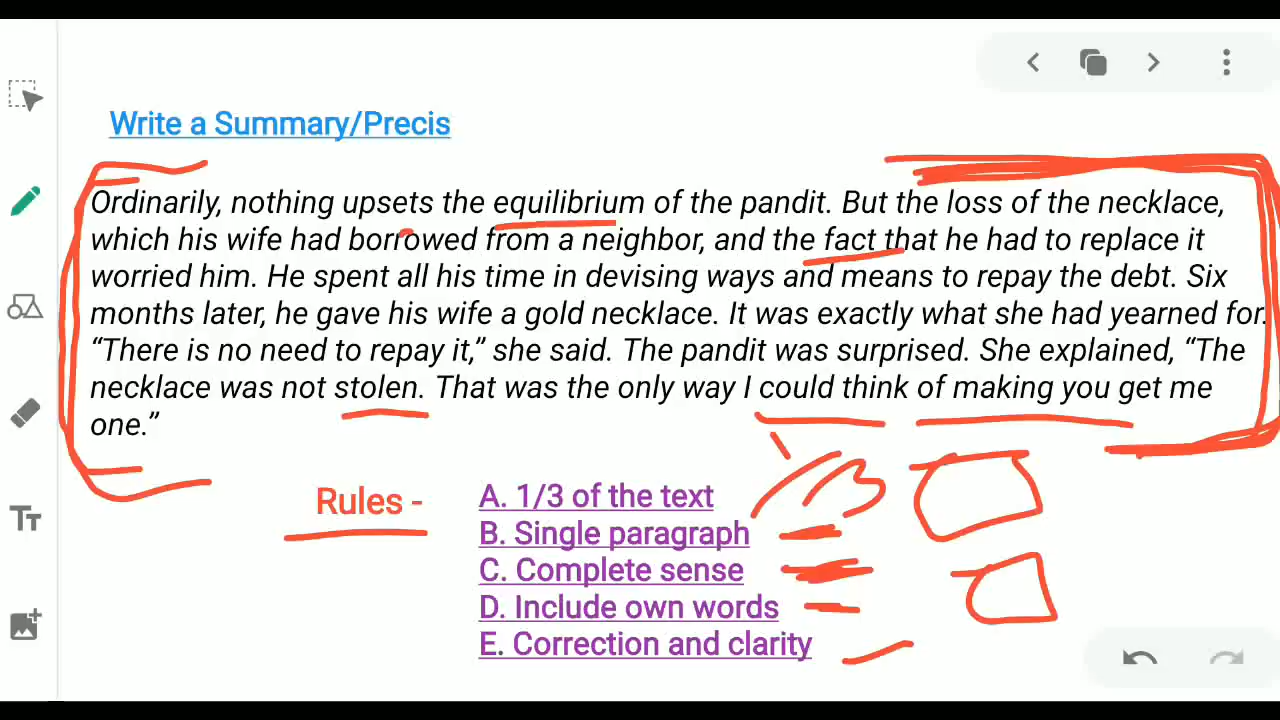 Write a Summary/Precis
Ordinarily, nothing upsets the equilibrium of the pandit. But the loss of the necklace,
which his wife had borrowed from a neighbor, and the fact that he had to replace it
worried him. He spent all his time in devising ways and means to repay the debt. Six
months later, he gave his wife a gold necklace. It was exactly what she had yearned for.
“There is no need to repay it,” she said. The pandit was surprised. She explained, “The
necklace was not stolen. That was the only way I could think of making you get me
one.”
Rules -
A. 1/3 of the text
B. Single paragraph
C. Complete sense
D. Include own words
E. Correction and clarity
1/3